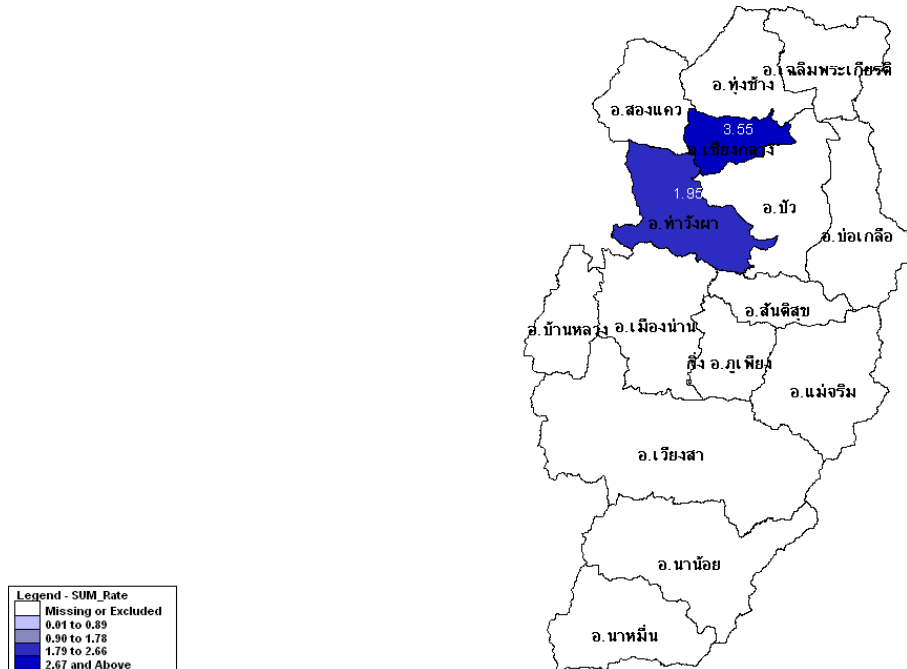 อ.เฉลิมพระเกียรติ
อ.ทุ่งช้าง
อ.สองแคว
3.55
อ.เชียงกลาง
1.95
อ.ปัว
อ.ท่าวังผา
อ.บ่อเกลือ
อ.สันติสุข
อ.บ้านหลวง
อ.เมืองน่าน
กิ่ง อ.ภูเพียง
อ.แม่จริม
อ.เวียงสา
อ.นาน้อย
อ.นาหมื่น
Legend - SUM_Rate
Missing or Excluded
0.01 to 0.89
0.90 to 1.78
1.79 to 2.66
2.67 and Above